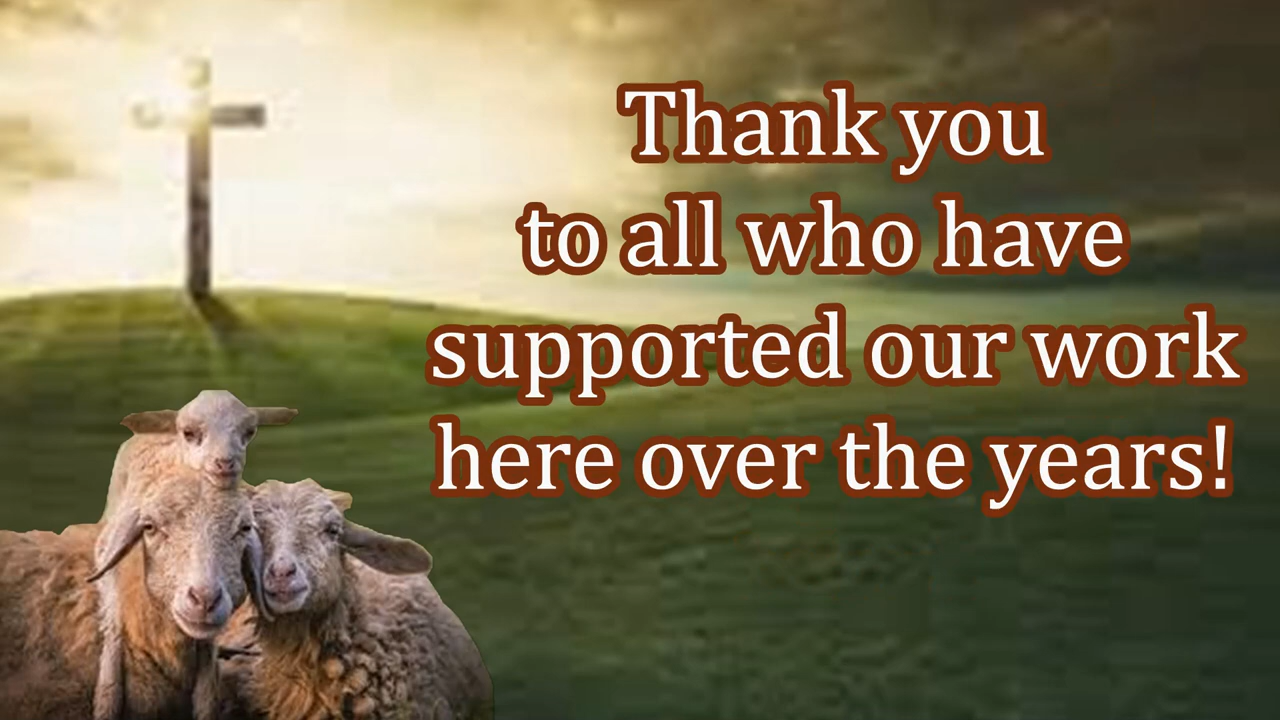 Thank you
to all who have
supported our work
here over the years!